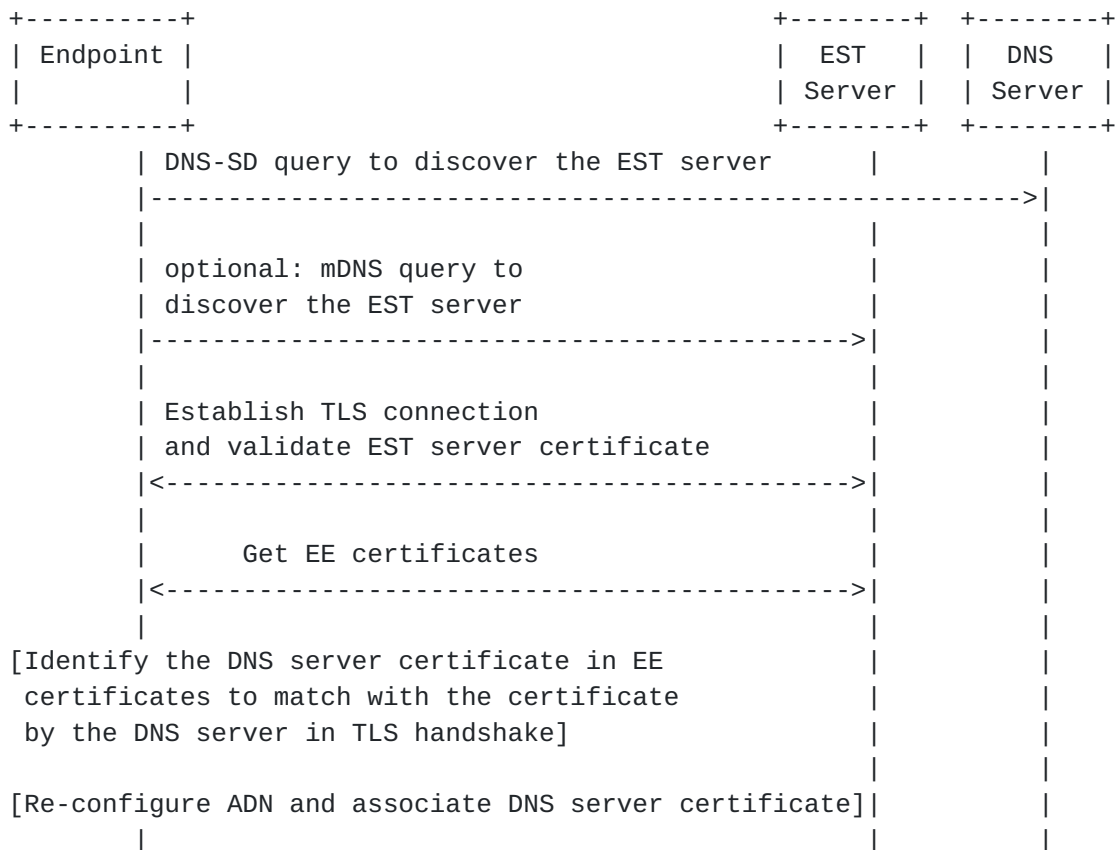 +----------+                                      +--------+  +--------+
| Endpoint |                                      |  EST   |  |  DNS   |
|          |                                      | Server |  | Server |
+----------+                                      +--------+  +--------+
        | DNS-SD query to discover the EST server       |          |
        |--------------------------------------------------------->|
        |                                               |          |
        | optional: mDNS query to                       |          |
        | discover the EST server                       |          |
        |---------------------------------------------->|          |
        |                                               |          |
        | Establish TLS connection                      |          |
        | and validate EST server certificate           |          |
        |<--------------------------------------------->|          |
        |                                               |          |
        |      Get EE certificates                      |          |
        |<--------------------------------------------->|          |
        |                                               |          |
[Identify the DNS server certificate in EE              |          |
 certificates to match with the certificate             |          |
 by the DNS server in TLS handshake]                    |          |
                                                        |          |
[Re-configure ADN and associate DNS server certificate]|          |
        |                                               |          |